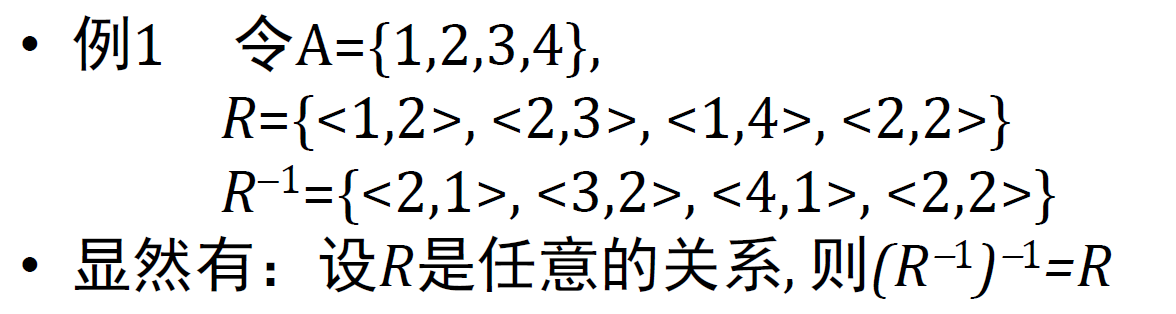 • 例1 令A={1,2,3,4},
R={<1,2>, <2,3>, <1,4>, <2,2>}
R⁻¹={<2,1>, <3,2>, <4,1>, <2,2>}
• 显然有：设R是任意的关系, 则(R⁻¹)⁻¹=R